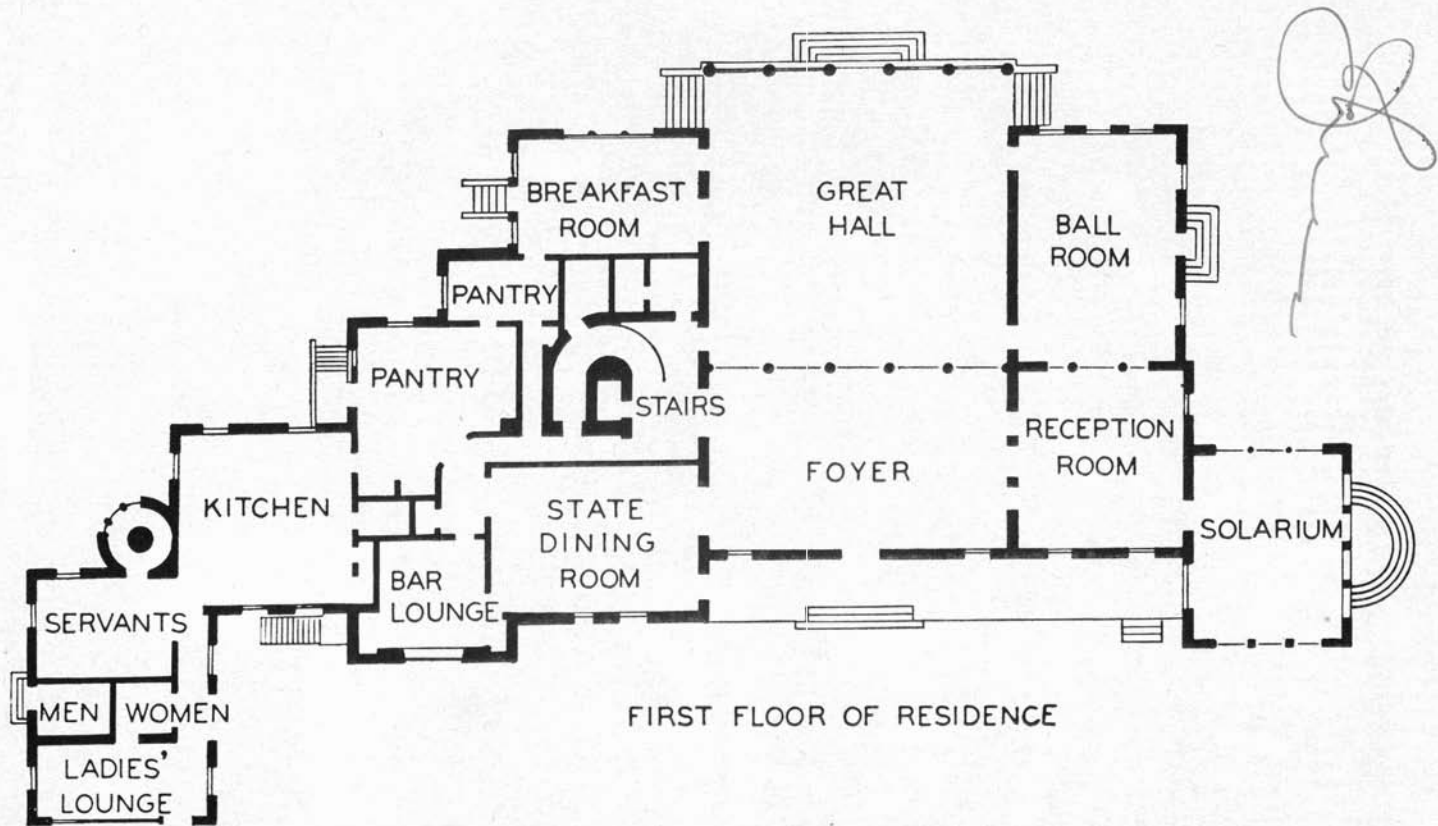 BREAKFAST
ROOM
GREAT
HALL
BALL
ROOM
PANTRY
PANTRY
STAIRS
RECEPTION
ROOM
FOYER
KITCHEN
STATE
DINING
ROOM
SOLARIUM
BAR
LOUNGE
SERVANTS
MEN
WOMEN
LADIES'
LOUNGE
FIRST FLOOR OF RESIDENCE